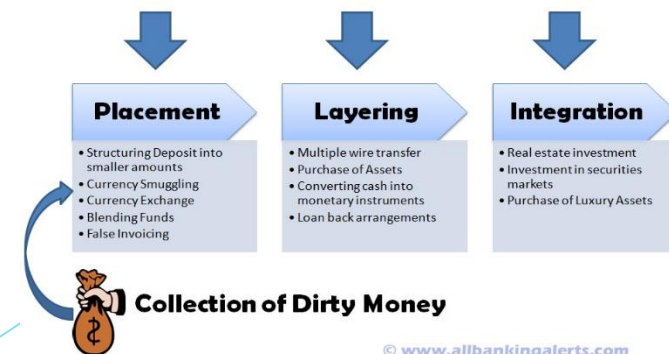 Placement
• Structuring Deposit into
smaller amounts
• Currency Smuggling
• Currency Exchange
• Blending Funds
• False Invoicing
Layering
• Multiple wire transfer
• Purchase of Assets
• Converting cash into
monetary instruments
• Loan back arrangements
Integration
• Real estate investment
• Investment in securities
markets
• Purchase of Luxury Assets
$
Collection of Dirty Money
© www.allbankingalerts.com